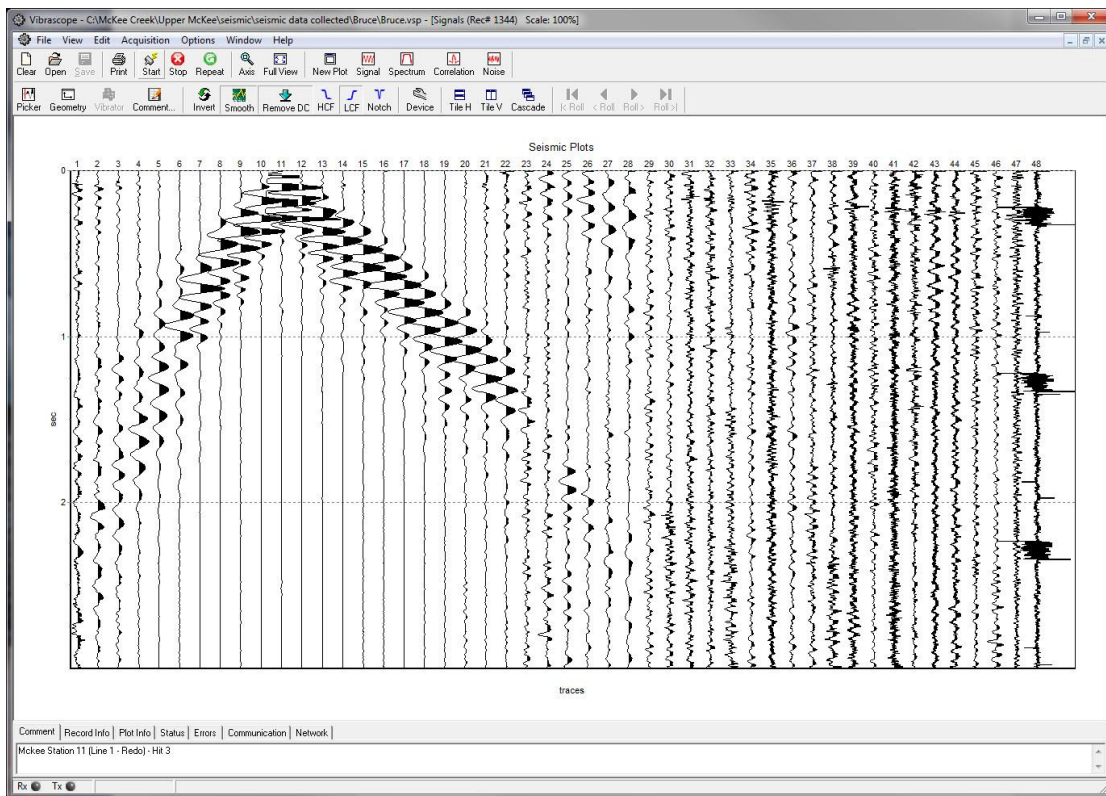 Vibrascope - C:\McKee Creek\Upper McKee\seismic\seismic data collected\Bruce\Bruce.vsp - [Signals (Rec# 1344) Scale: 100%]
File View Edit Acquisition Options Window Help
Clear Open Save Print Start Stop Repeat Axis Full View New Plot Signal Spectrum Correlation Noise
Picker Geometry Vibrator Comment... Invert Smooth Remove DC HCF LCF Notch Device Tile H Tile V Cascade |< Roll < Roll Roll > Roll >|
Seismic Plots
1 2 3 4 5 6 7 8 9 10 11 12 13 14 15 16 17 18 19 20 21 22 23 24 25 26 27 28 29 30 31 32 33 34 35 36 37 38 39 40 41 42 43 44 45 46 47 48
0
1
sec
2
traces
Comment Record Info Plot Info Status Errors Communication Network
Mckee Station 11 (Line 1 - Redo) - Hit 3
Rx Tx